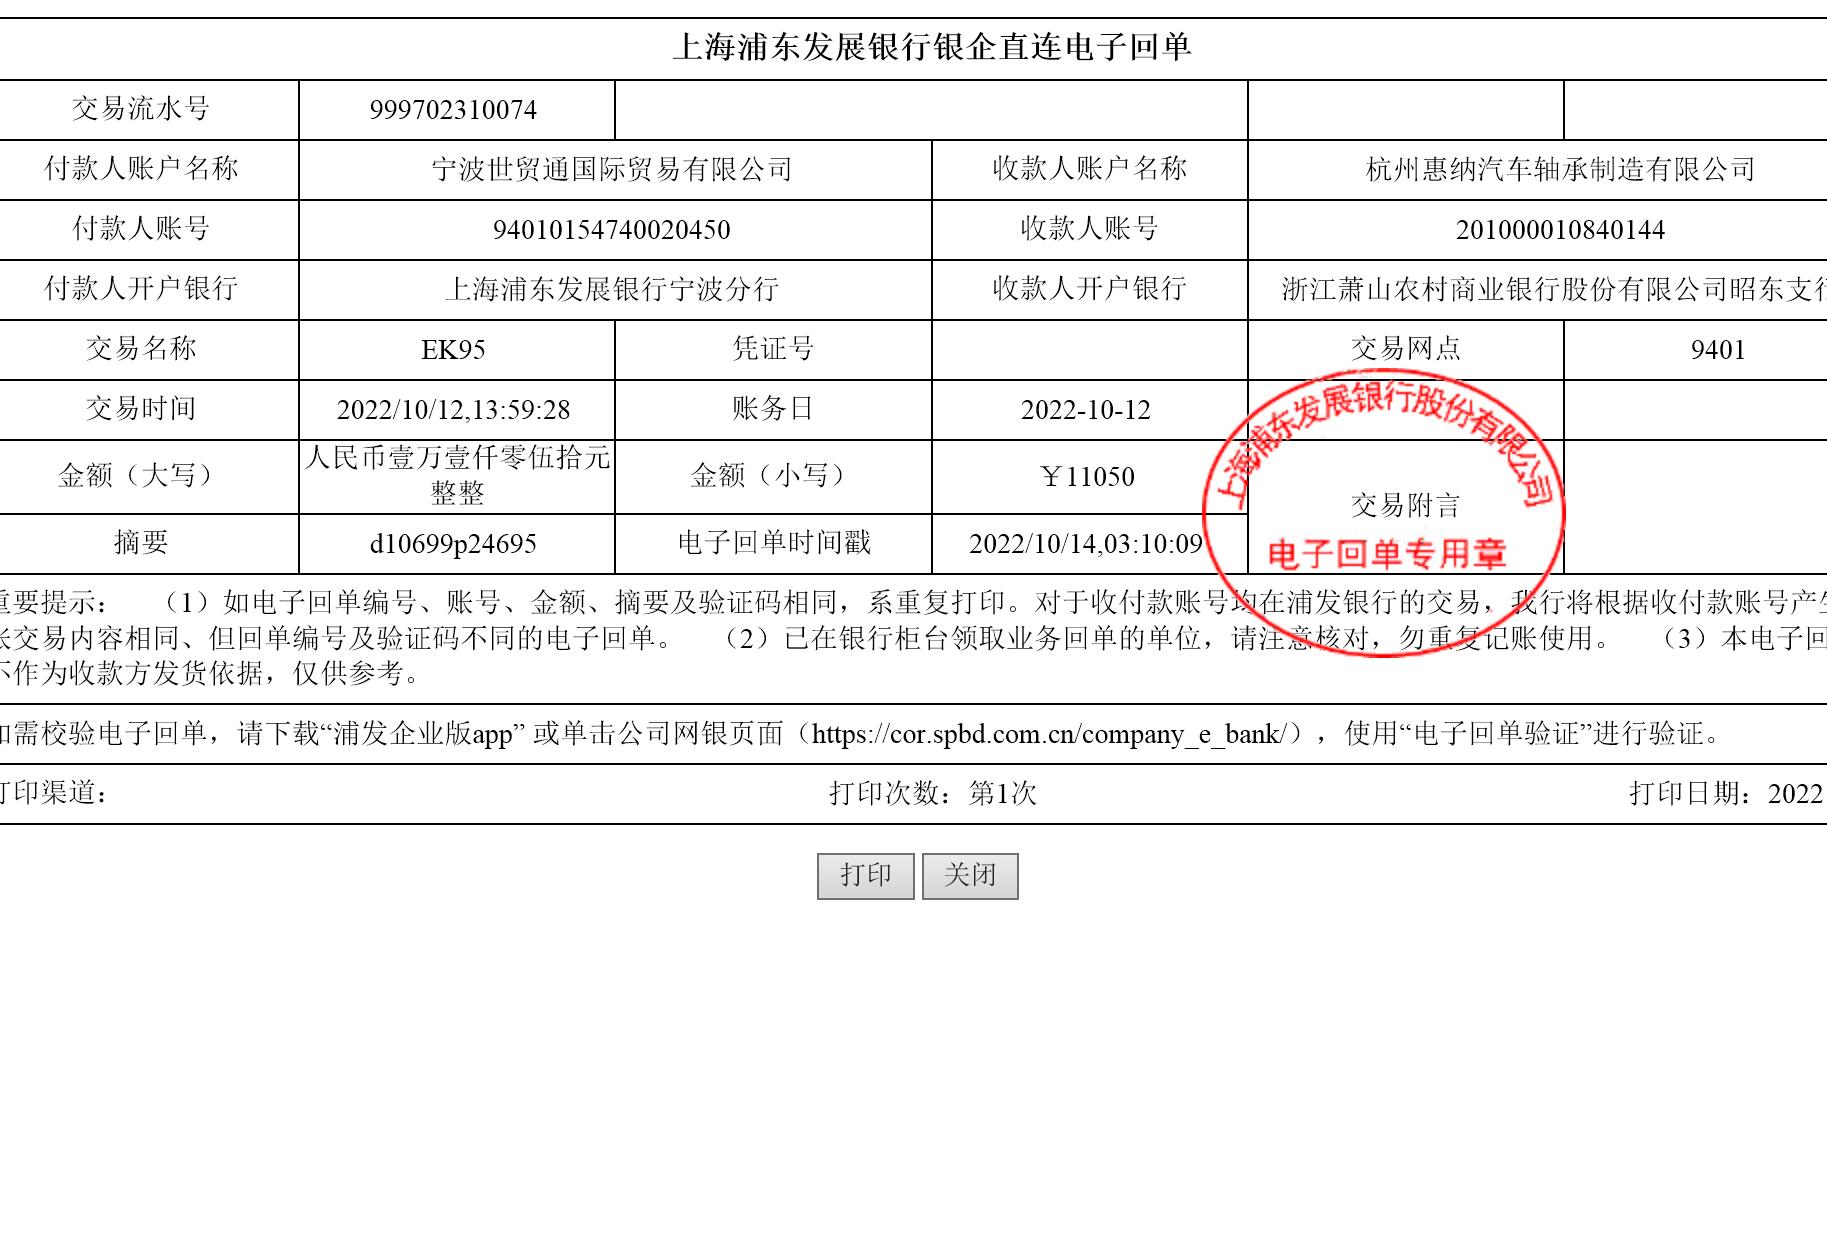 上海浦东发展银行银企直连电子回单
交易流水号 999702310074
付款人账户名称 宁波世贸通国际贸易有限公司 收款人账户名称 杭州惠纳汽车轴承制造有限公司
付款人账号 94010154740020450 收款人账号 201000010840144
付款人开户银行 上海浦东发展银行宁波分行 收款人开户银行 浙江萧山农村商业银行股份有限公司昭东支行
交易名称 EK95 凭证号 交易网点 9401
交易时间 2022/10/12,13:59:28 账务日 2022-10-12
金额（大写） 人民币壹万壹仟零伍拾元
整整 金额（小写） ￥11050
摘要 d10699p24695 电子回单时间戳 2022/10/14,03:10:09 交易附言
上海浦东发展银行股份有限公司
电子回单专用章
重要提示： （1）如电子回单编号、账号、金额、摘要及验证码相同，系重复打印。对于收付款账号均在浦发银行的交易，我行将根据收付款账号产生
张交易内容相同、但回单编号及验证码不同的电子回单。 （2）已在银行柜台领取业务回单的单位，请注意核对，勿重复记账使用。 （3）本电子回
不作为收款方发货依据，仅供参考。
如需校验电子回单，请下载“浦发企业版app” 或单击公司网银页面（https://cor.spbd.com.cn/company_e_bank/），使用“电子回单验证”进行验证。
打印渠道： 打印次数：第1次 打印日期：2022
打印 关闭